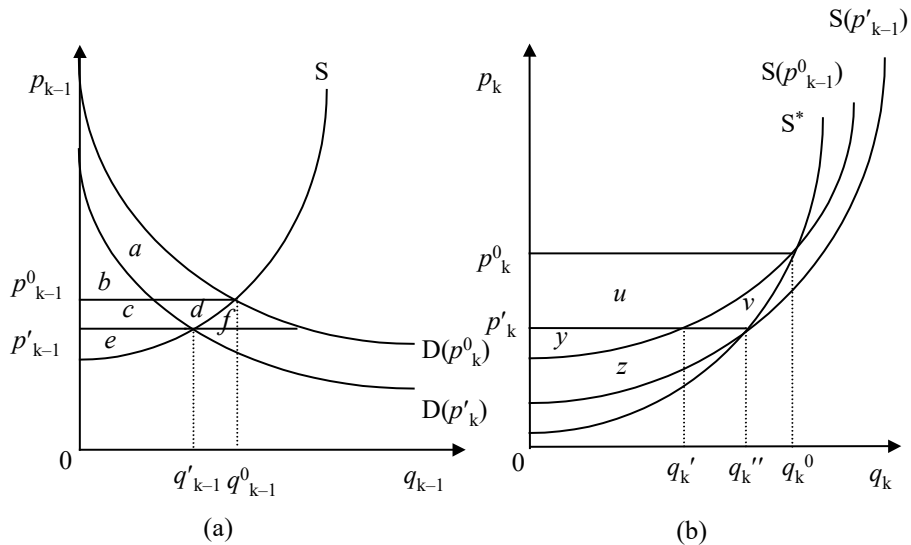 p_{k–1}
S
a
b
p^0_{k–1}
c
d
f
p'_{k–1}
e
D(p^0_k)
D(p'_k)
0
q'_{k–1}
q^0_{k–1}
q_{k–1}
(a)
S(p'_{k–1})
p_k
S(p^0_{k–1})
S^*
p^0_k
u
v
p'_k
y
z
0
q_k'
q_k''
q_k^0
q_k
(b)